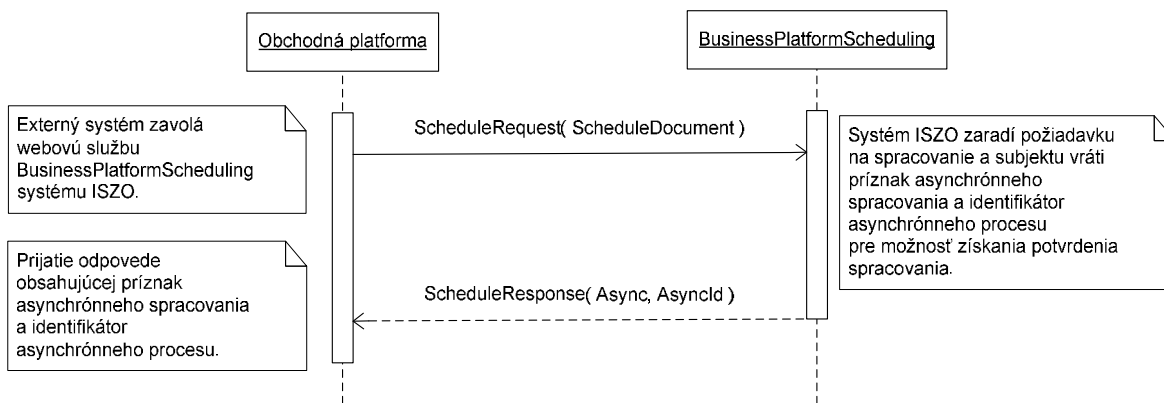 Obchodná platforma
BusinessPlatformScheduling
Externý systém zavolá
webovú službu
BusinessPlatformScheduling
systému ISZO.
ScheduleRequest( ScheduleDocument )
Systém ISZO zaradí požiadavku
na spracovanie a subjektu vráti
príznak asynchrónneho
spracovania a identifikátor
asynchrónneho procesu
pre možnosť získania potvrdenia
spracovania.
Prijatie odpovede
obsahujúcej príznak
asynchrónneho spracovania
a identifikátor
asynchrónneho procesu.
ScheduleResponse( Async, AsyncId )